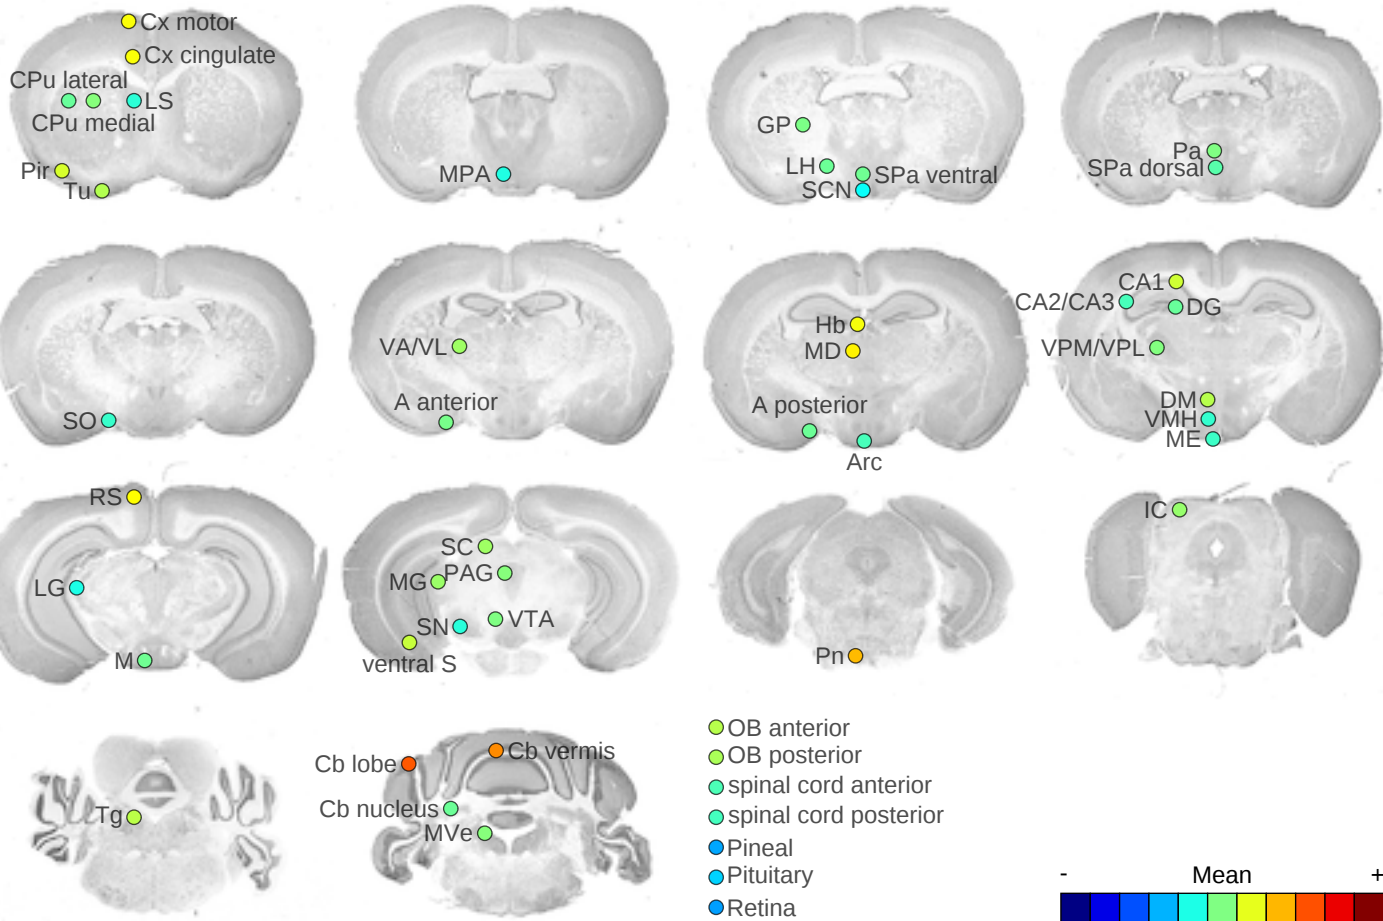 Cx motor
Cx cingulate
CPu lateral
LS
CPu medial
Pir
Tu
MPA
GP
LH
SPa ventral
SCN
Pa
SPa dorsal
SO
VA/VL
A anterior
Hb
MD
A posterior
Arc
CA1
CA2/CA3
DG
VPM/VPL
DM
VMH
ME
RS
LG
M
SC
MG
PAG
SN
VTA
ventral S
Pn
IC
Tg
Cb lobe
Cb vermis
Cb nucleus
MVe
OB anterior
OB posterior
spinal cord anterior
spinal cord posterior
Pineal
Pituitary
Retina
- Mean +